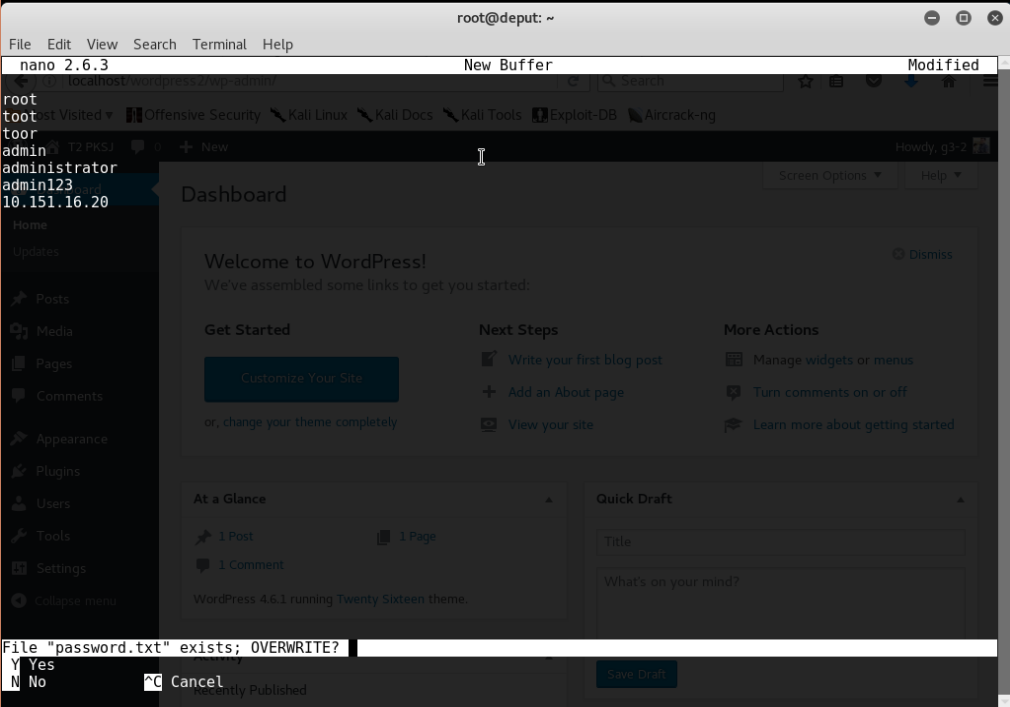 root@deput: ~
File Edit View Search Terminal Help
nano 2.6.3 New Buffer Modified
localhost/wordpress2/wp-admin/ Search
root
Most Visited Offensive Security Kali Linux Kali Docs Kali Tools Exploit-DB Aircrack-ng
toot
toor
T2 PKSJ 0 New Howdy, g3-2
admin
administrator
Screen Options Help
admin123
Dashboard
10.151.16.20
Home
Updates
Posts
Media
Pages
Comments
Appearance
Plugins
Users
Tools
Settings
Collapse menu
Welcome to WordPress!
Dismiss
We've assembled some links to get you started:
Get Started
Customize Your Site
or, change your theme completely
Next Steps
Write your first blog post
Add an About page
View your site
More Actions
Manage widgets or menus
Turn comments on or off
Learn more about getting started
At a Glance
1 Post 1 Page
1 Comment
WordPress 4.6.1 running Twenty Sixteen theme.
Activity
Recently Published
Quick Draft
Title
What's on your mind?
Save Draft
File "password.txt" exists; OVERWRITE?
Y Yes
N No ^C Cancel